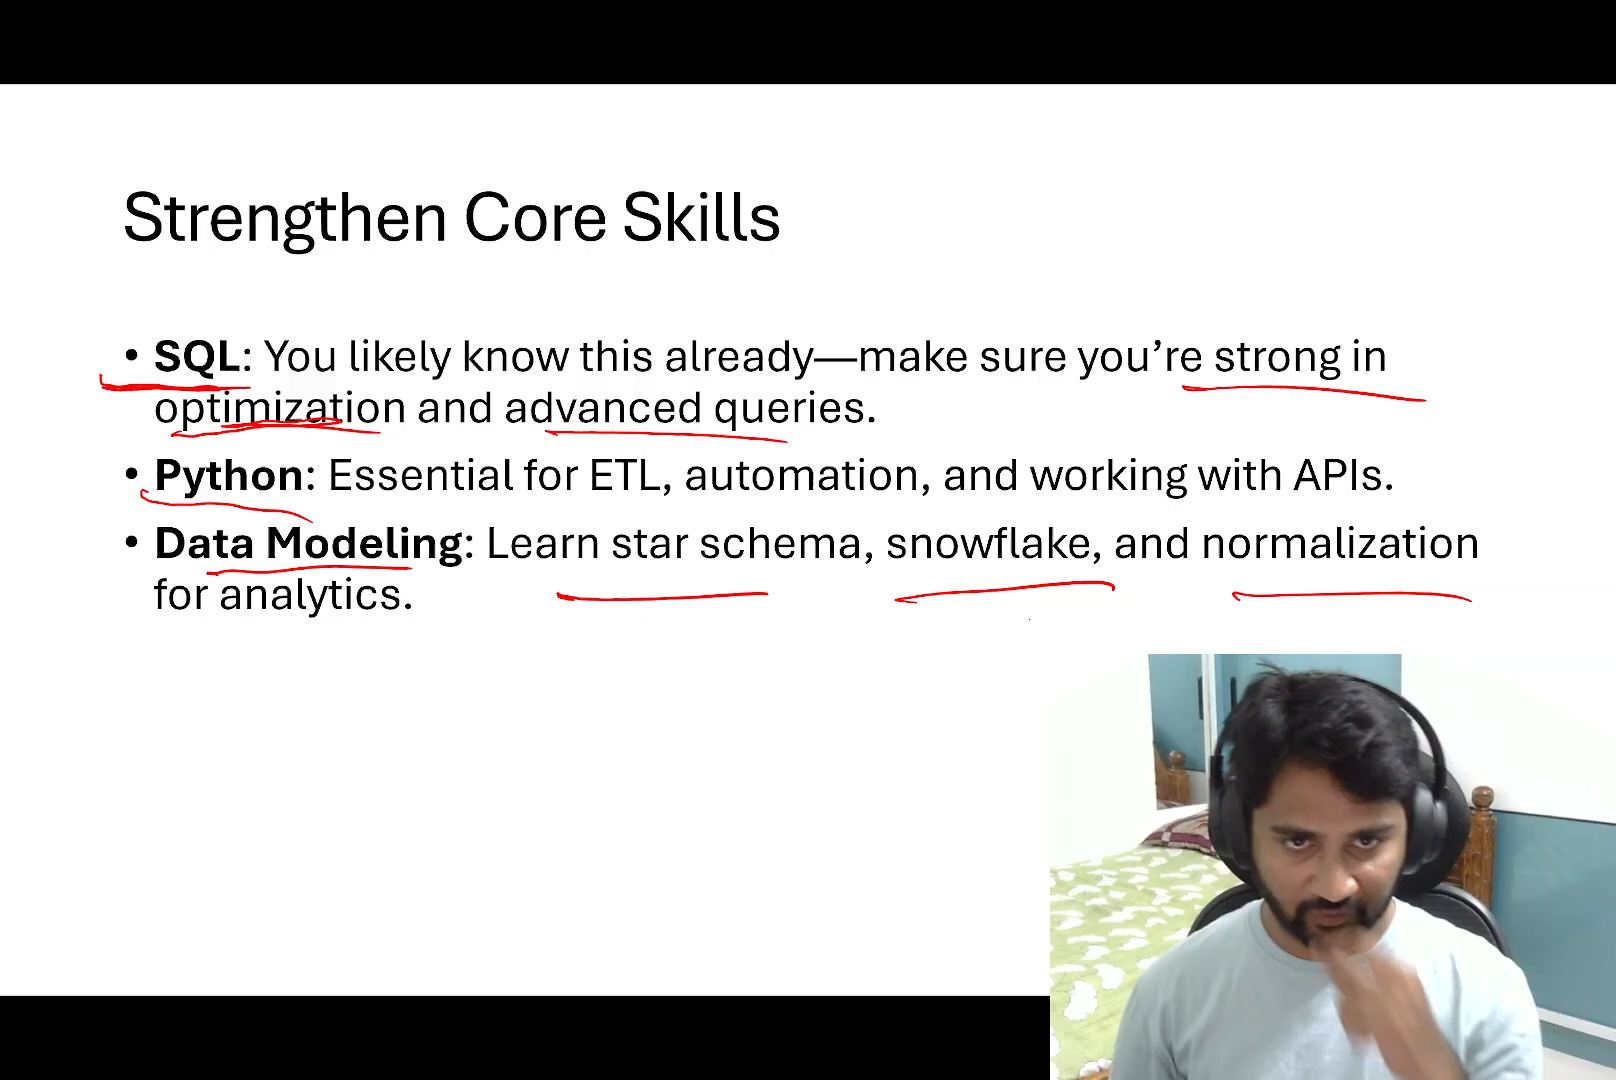 Strengthen Core Skills
• SQL: You likely know this already—make sure you’re strong in
optimization and advanced queries.
• Python: Essential for ETL, automation, and working with APIs.
• Data Modeling: Learn star schema, snowflake, and normalization
for analytics.